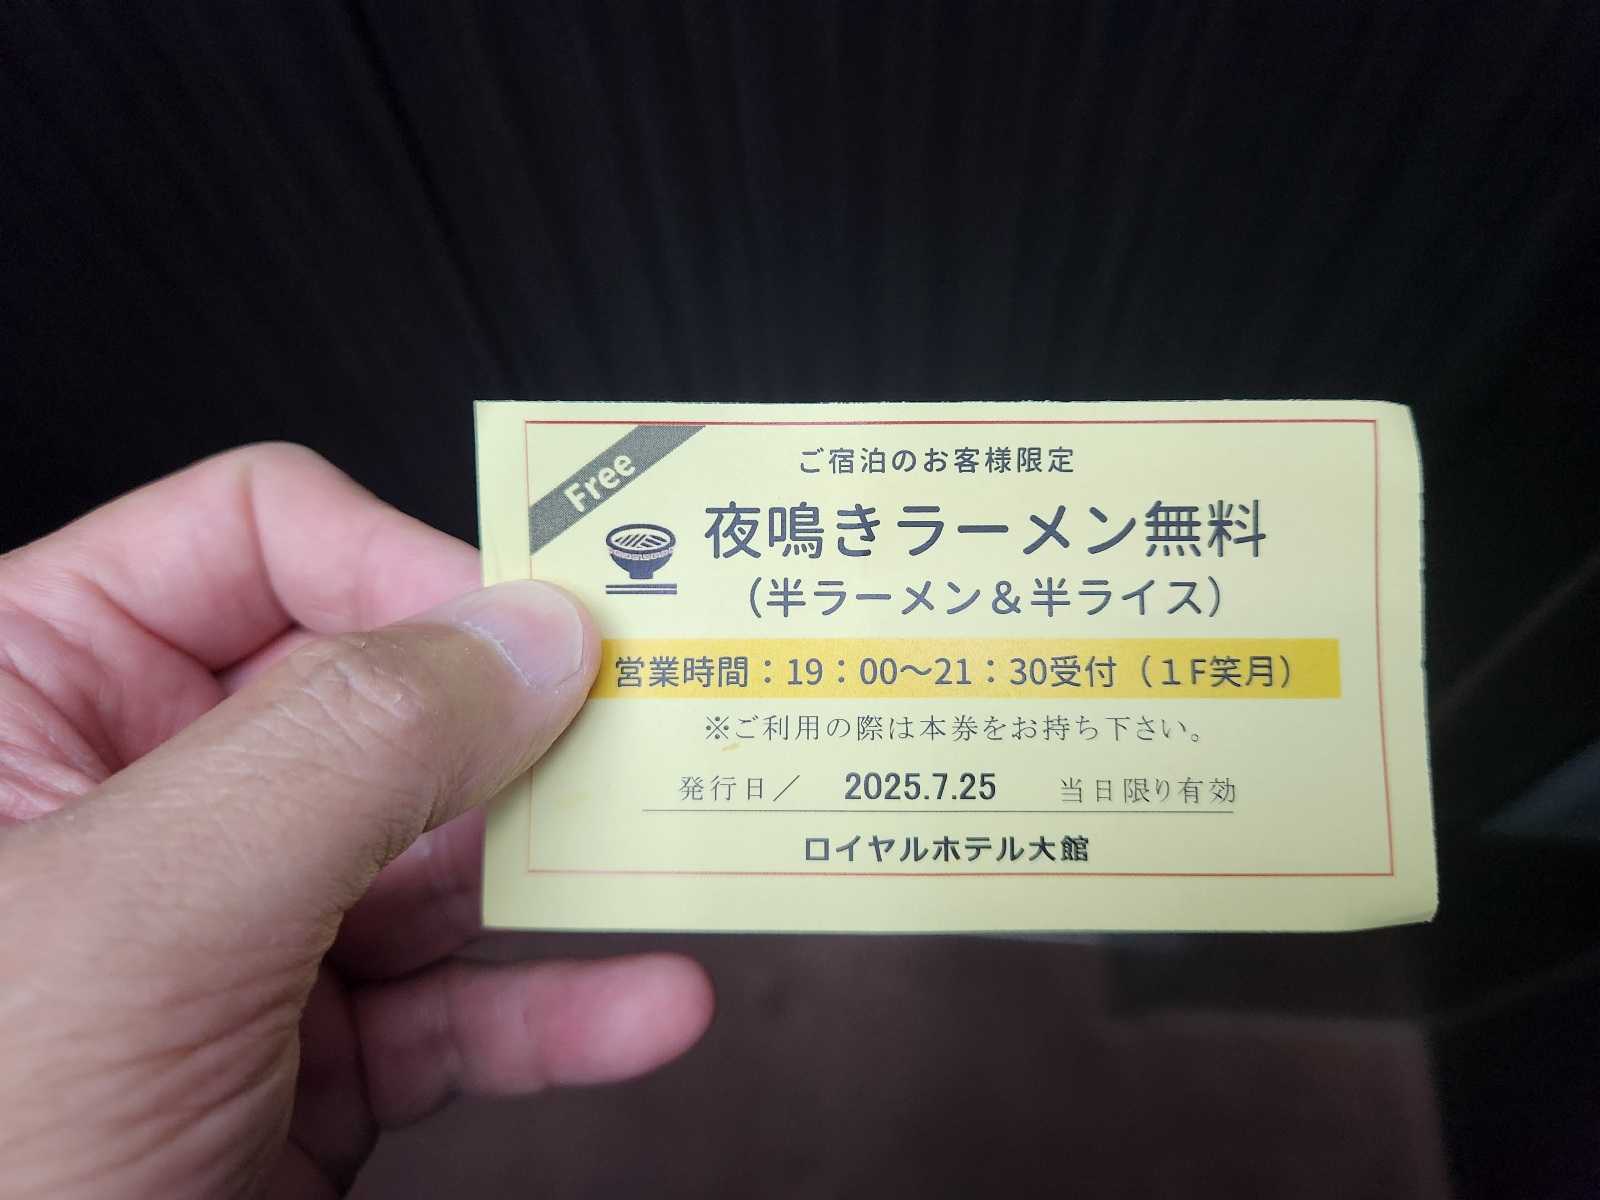 Free
ご宿泊のお客様限定
夜鳴きラーメン無料
(半ラーメン＆半ライス)
営業時間：19：00～21：30受付（１F笑月）
※ご利用の際は本券をお持ち下さい。
発行日／ 2025.7.25 当日限り有効
ロイヤルホテル大館